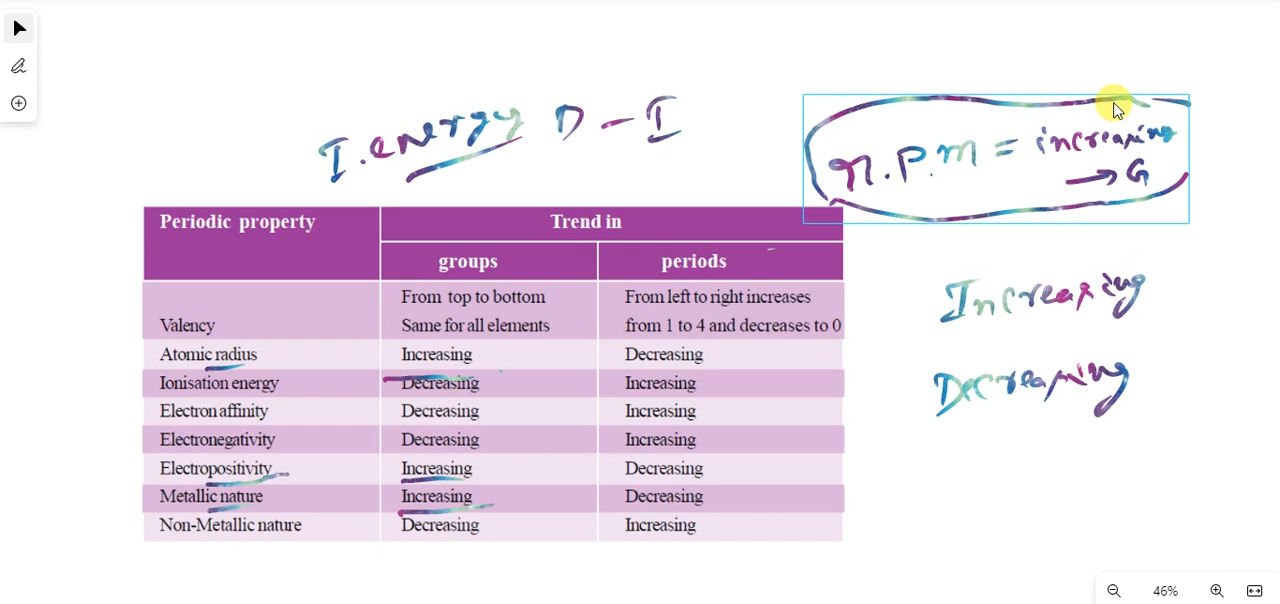 I.energy D - I
r.P.M = increasing
→ G
Periodic property Trend in
groups periods
From top to bottom From left to right increases
Valency Same for all elements from 1 to 4 and decreases to 0
Atomic radius Increasing Decreasing
Ionisation energy Decreasing Increasing
Electron affinity Decreasing Increasing
Electronegativity Decreasing Increasing
Electropositivity Increasing Decreasing
Metallic nature Increasing Decreasing
Non-Metallic nature Decreasing Increasing
Increasing
Decreasing
46%